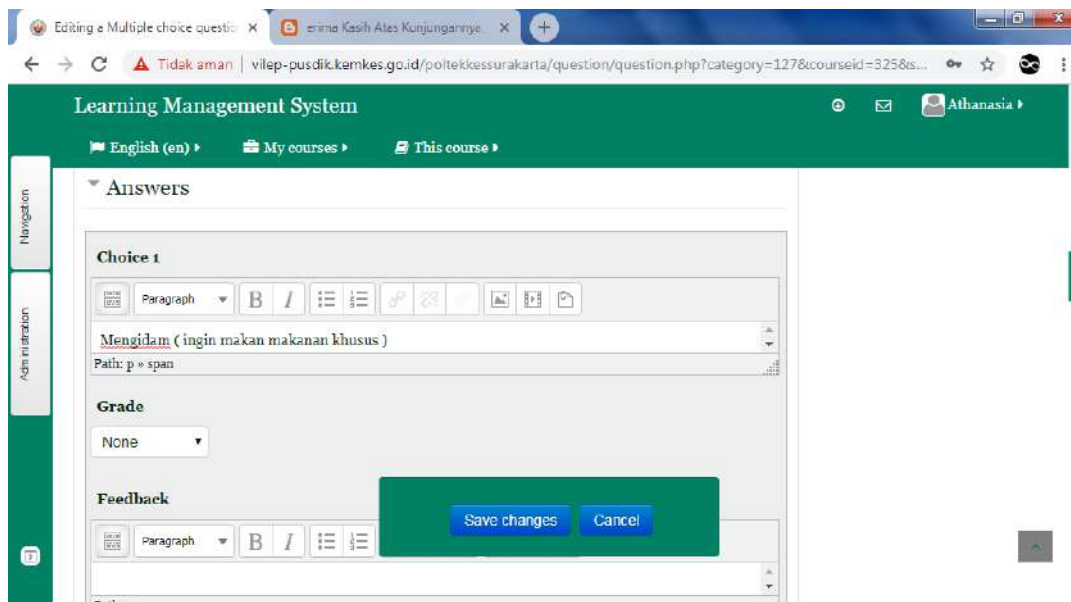 Editing a Multiple choice questio
erima Kasih Atas Kunjungannya
Tidak aman | vilep-pusdik.kemkes.go.id/poltekkessurakarta/question/question.php?category=127&courseid=325&s...
Learning Management System
Athanasia
English (en)
My courses
This course
Navigation
Administration
Answers
Choice 1
Paragraph
B I
Mengidam ( ingin makan makanan khusus )
Path: p » span
Grade
None
Feedback
Paragraph
B I
Save changes
Cancel